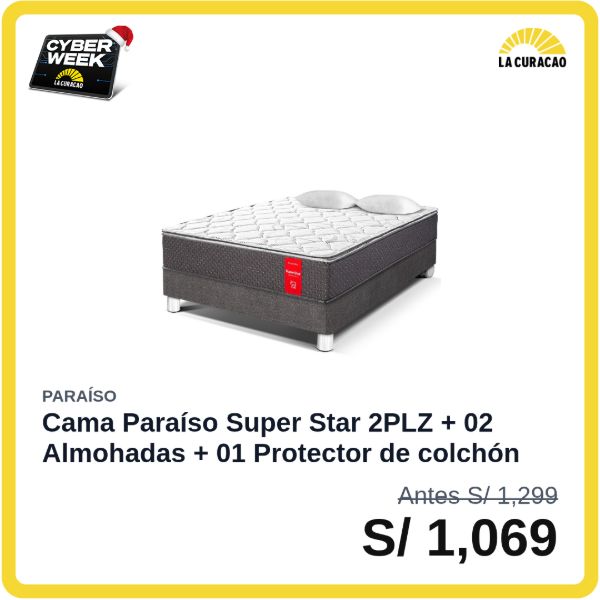 CYBER
WEEK
LA CURACAO
LA CURACAO
PARAÍSO
Cama Paraíso Super Star 2PLZ + 02
Almohadas + 01 Protector de colchón
Antes S/ 1,299
S/ 1,069